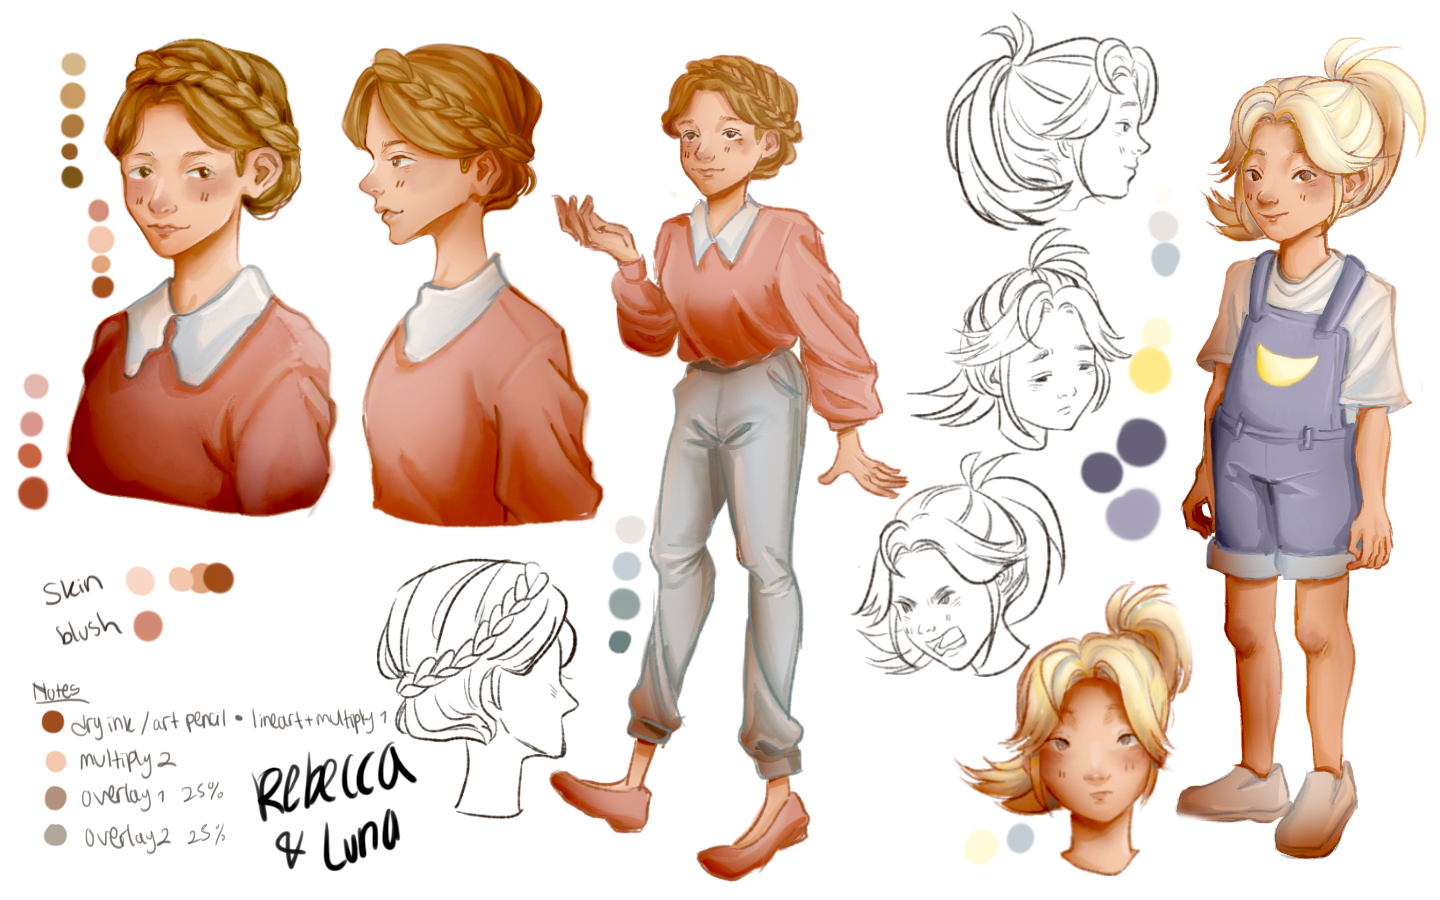 Skin
blush
Notes
dry ink / art pencil • lineart + multiply 1
multiply 2
overlay 1 25%
overlay 2 25%
Rebecca
& Luna